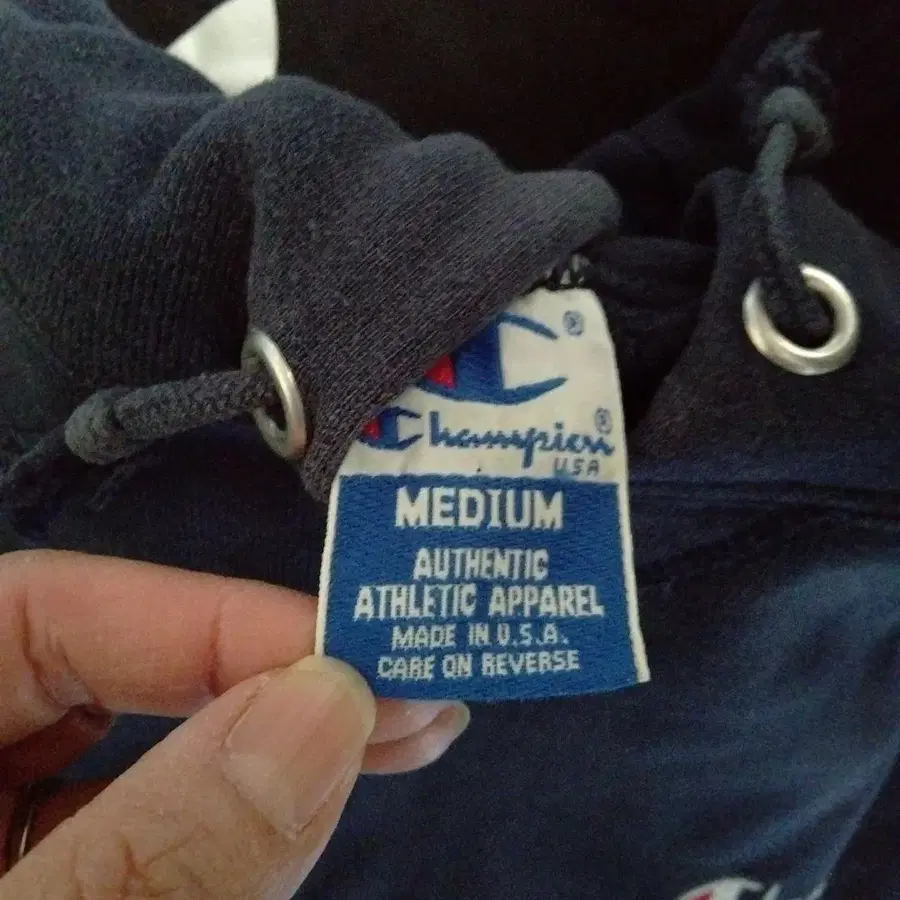 ®
Champion®
USA
MEDIUM
AUTHENTIC
ATHLETIC APPAREL
MADE IN U.S.A.
CARE ON REVERSE